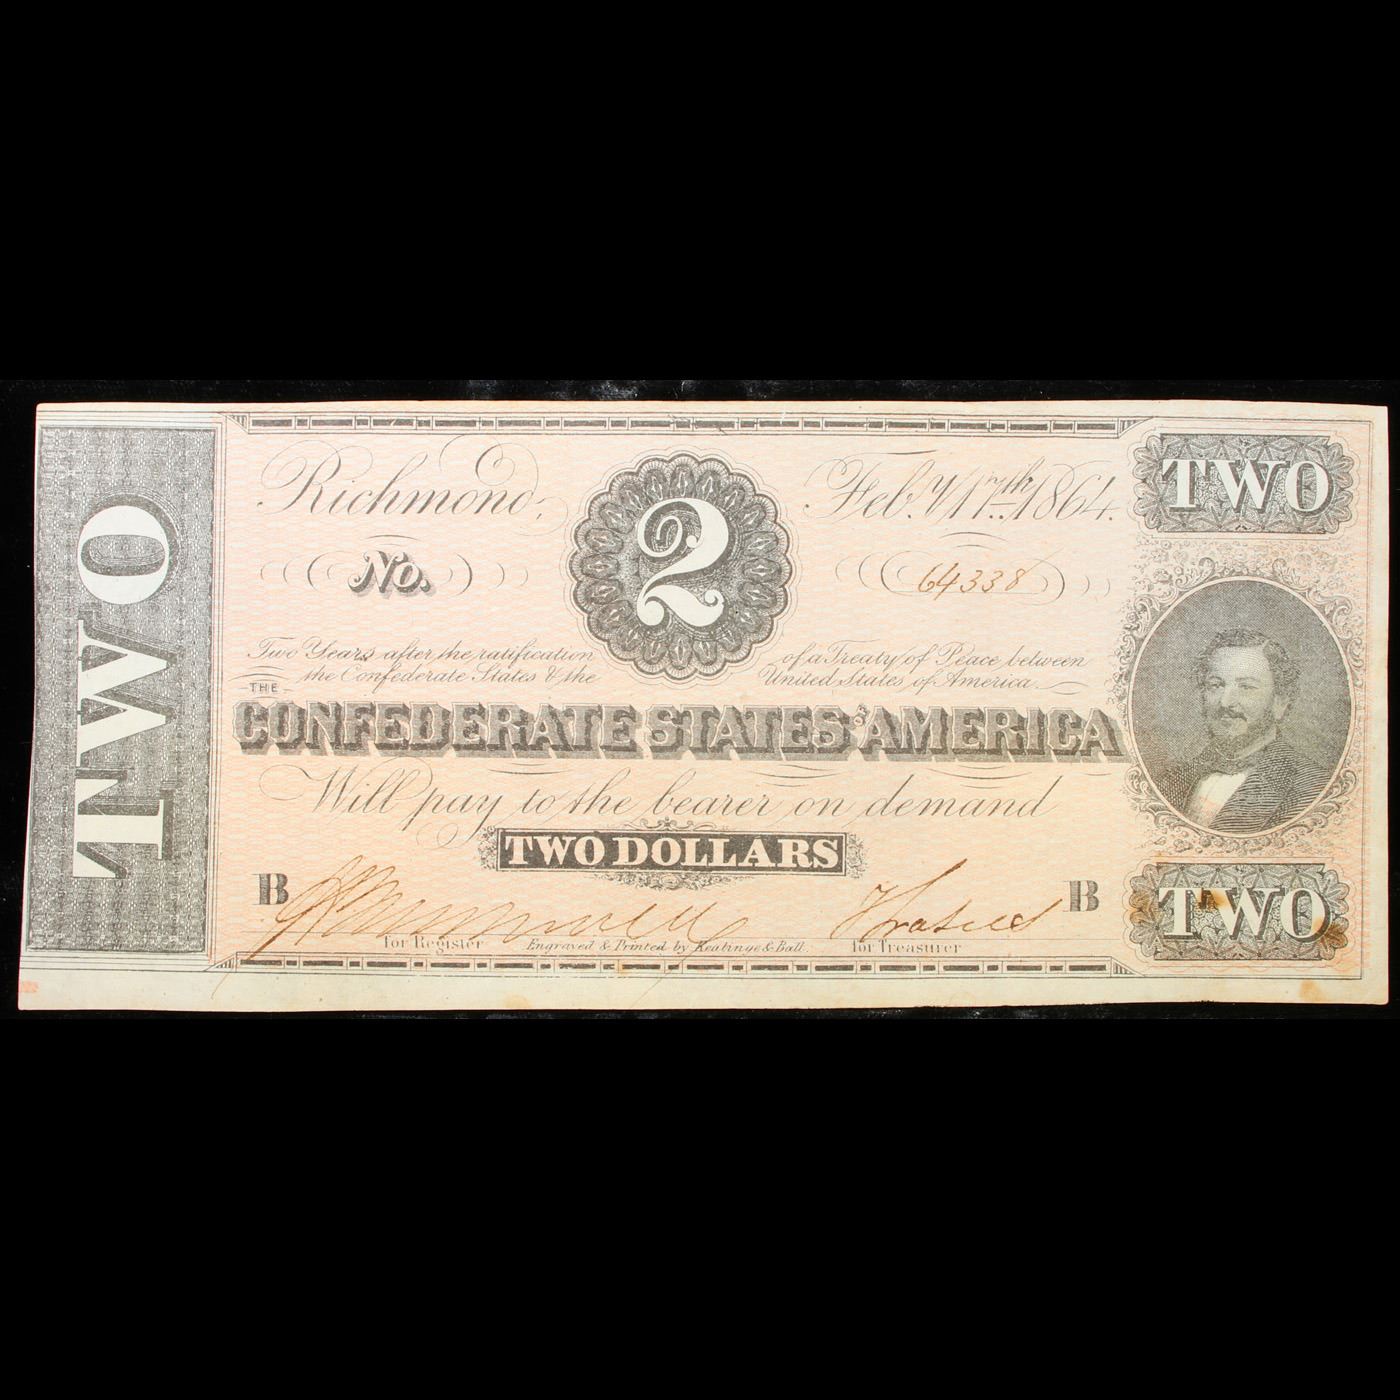 TWO
Richmond, 2 Feb.y 17th 1864.
TWO
No. 64338
Two Years after the ratification of a Treaty of Peace between
the Confederate States & the United States of America
THE
CONFEDERATE STATES OF AMERICA
Will pay to the bearer on demand
TWO DOLLARS
B B
for Register Engraved & Printed by Keatinge & Ball. for Treasurer
TWO